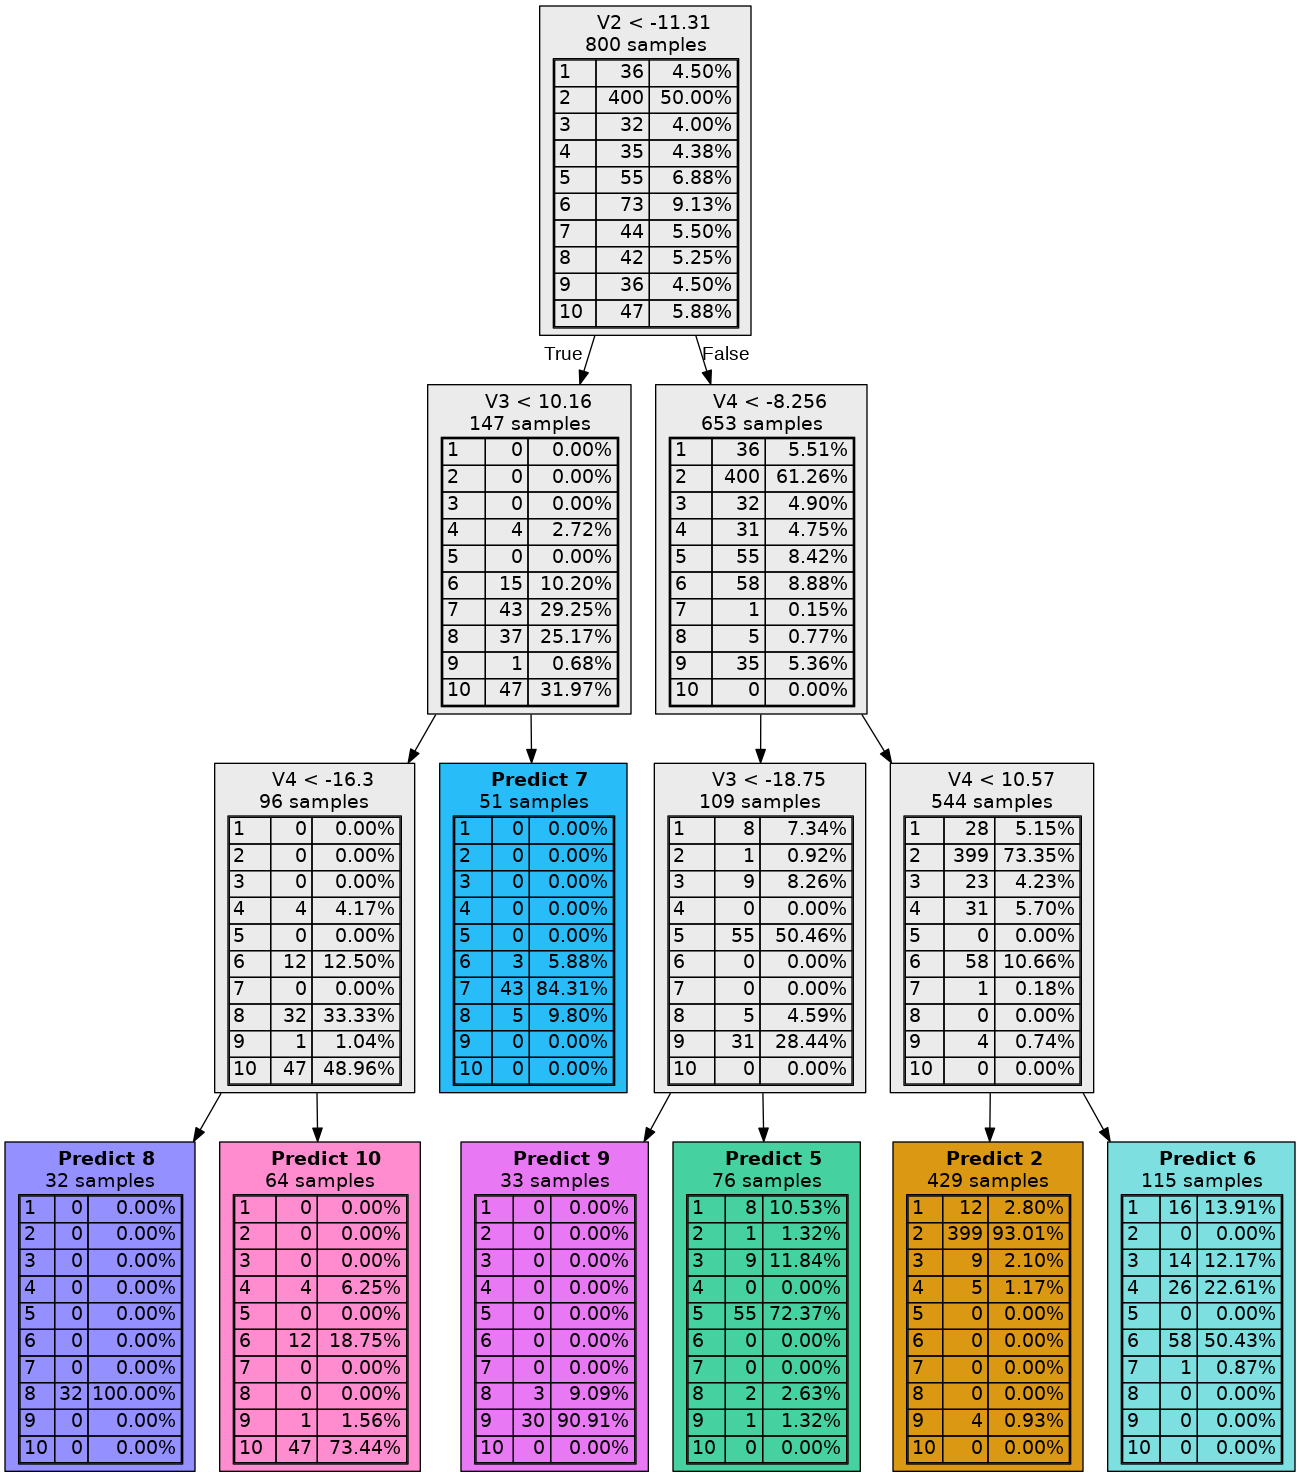 V2 < -11.31
800 samples
1 36 4.50%
2 400 50.00%
3 32 4.00%
4 35 4.38%
5 55 6.88%
6 73 9.13%
7 44 5.50%
8 42 5.25%
9 36 4.50%
10 47 5.88%
True
False
V3 < 10.16
147 samples
1 0 0.00%
2 0 0.00%
3 0 0.00%
4 4 2.72%
5 0 0.00%
6 15 10.20%
7 43 29.25%
8 37 25.17%
9 1 0.68%
10 47 31.97%
V4 < -8.256
653 samples
1 36 5.51%
2 400 61.26%
3 32 4.90%
4 31 4.75%
5 55 8.42%
6 58 8.88%
7 1 0.15%
8 5 0.77%
9 35 5.36%
10 0 0.00%
V4 < -16.3
96 samples
1 0 0.00%
2 0 0.00%
3 0 0.00%
4 4 4.17%
5 0 0.00%
6 12 12.50%
7 0 0.00%
8 32 33.33%
9 1 1.04%
10 47 48.96%
Predict 7
51 samples
1 0 0.00%
2 0 0.00%
3 0 0.00%
4 0 0.00%
5 0 0.00%
6 3 5.88%
7 43 84.31%
8 5 9.80%
9 0 0.00%
10 0 0.00%
V3 < -18.75
109 samples
1 8 7.34%
2 1 0.92%
3 9 8.26%
4 0 0.00%
5 55 50.46%
6 0 0.00%
7 0 0.00%
8 5 4.59%
9 31 28.44%
10 0 0.00%
V4 < 10.57
544 samples
1 28 5.15%
2 399 73.35%
3 23 4.23%
4 31 5.70%
5 0 0.00%
6 58 10.66%
7 1 0.18%
8 0 0.00%
9 4 0.74%
10 0 0.00%
Predict 8
32 samples
1 0 0.00%
2 0 0.00%
3 0 0.00%
4 0 0.00%
5 0 0.00%
6 0 0.00%
7 0 0.00%
8 32 100.00%
9 0 0.00%
10 0 0.00%
Predict 10
64 samples
1 0 0.00%
2 0 0.00%
3 0 0.00%
4 4 6.25%
5 0 0.00%
6 12 18.75%
7 0 0.00%
8 0 0.00%
9 1 1.56%
10 47 73.44%
Predict 9
33 samples
1 0 0.00%
2 0 0.00%
3 0 0.00%
4 0 0.00%
5 0 0.00%
6 0 0.00%
7 0 0.00%
8 3 9.09%
9 30 90.91%
10 0 0.00%
Predict 5
76 samples
1 8 10.53%
2 1 1.32%
3 9 11.84%
4 0 0.00%
5 55 72.37%
6 0 0.00%
7 0 0.00%
8 2 2.63%
9 1 1.32%
10 0 0.00%
Predict 2
429 samples
1 12 2.80%
2 399 93.01%
3 9 2.10%
4 5 1.17%
5 0 0.00%
6 0 0.00%
7 0 0.00%
8 0 0.00%
9 4 0.93%
10 0 0.00%
Predict 6
115 samples
1 16 13.91%
2 0 0.00%
3 14 12.17%
4 26 22.61%
5 0 0.00%
6 58 50.43%
7 1 0.87%
8 0 0.00%
9 0 0.00%
10 0 0.00%